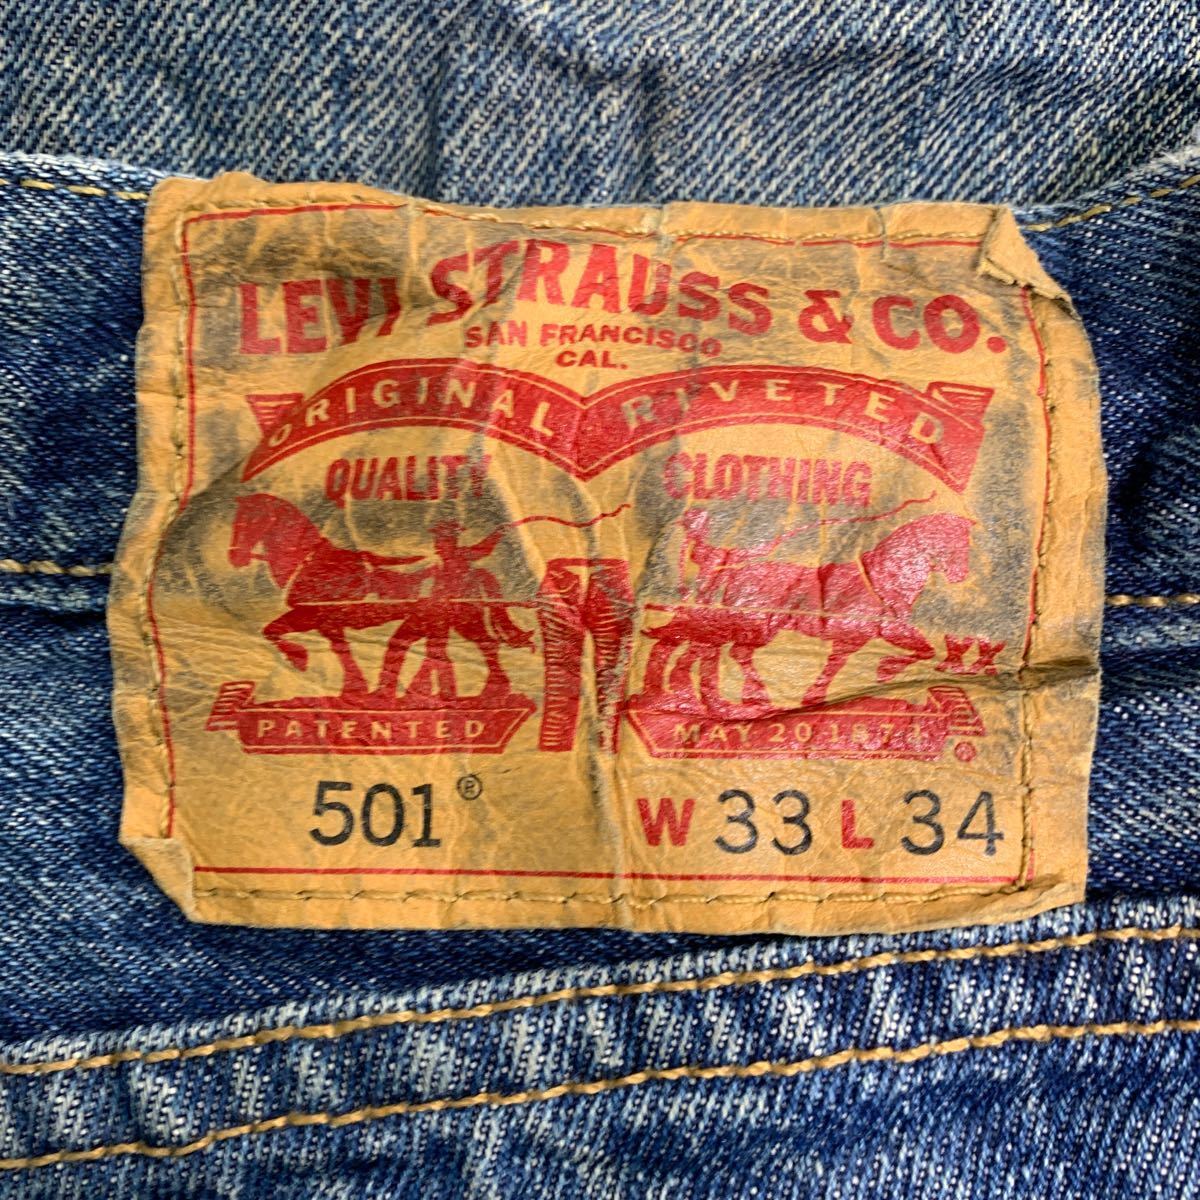 LEVI STRAUSS & CO.
SAN FRANCISCO
CAL.
ORIGINAL RIVETED
QUALITY CLOTHING
XX
PATENTED MAY 20 1873 ®
501® W 33 L 34